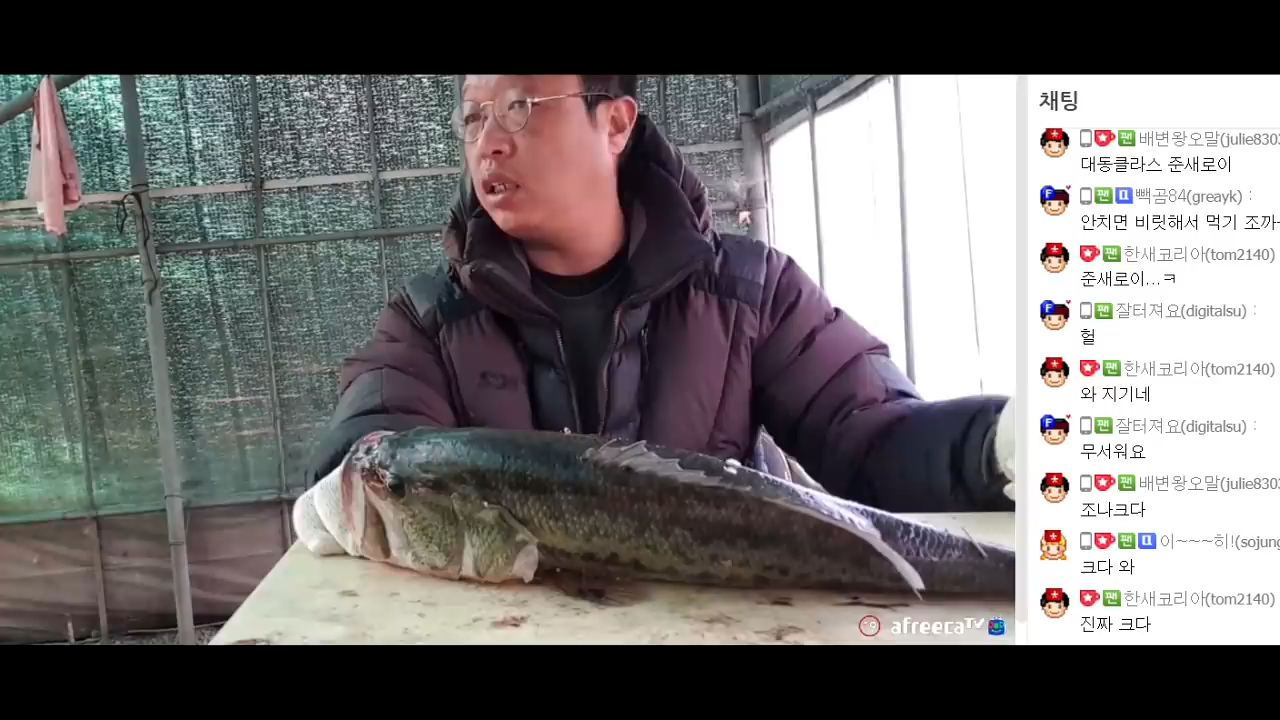 채팅
배변왕오말(julie830
대동클라스 준새로이
빽곰84(greayk) :
안치면 비릿해서 먹기 조까
한새코리아(tom2140)
준새로이...ㅋ
잘터져요(digitalsu) :
헐
한새코리아(tom2140)
와 지기네
잘터져요(digitalsu) :
무서워요
배변왕오말(julie830
조나크다
이~~~히!(sojung
크다 와
한새코리아(tom2140)
진짜 크다
afreecaTV